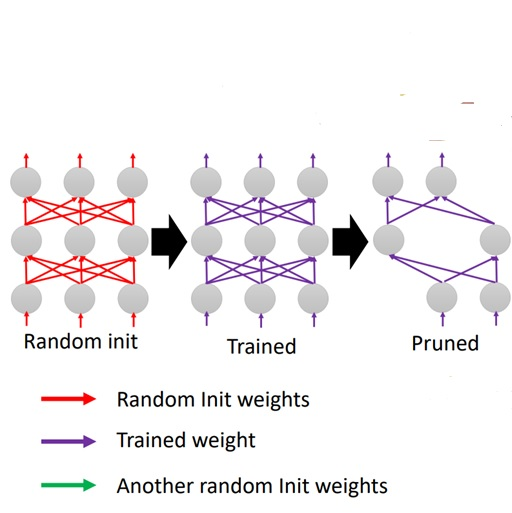 Random init
Trained
Pruned
Random Init weights
Trained weight
Another random Init weights